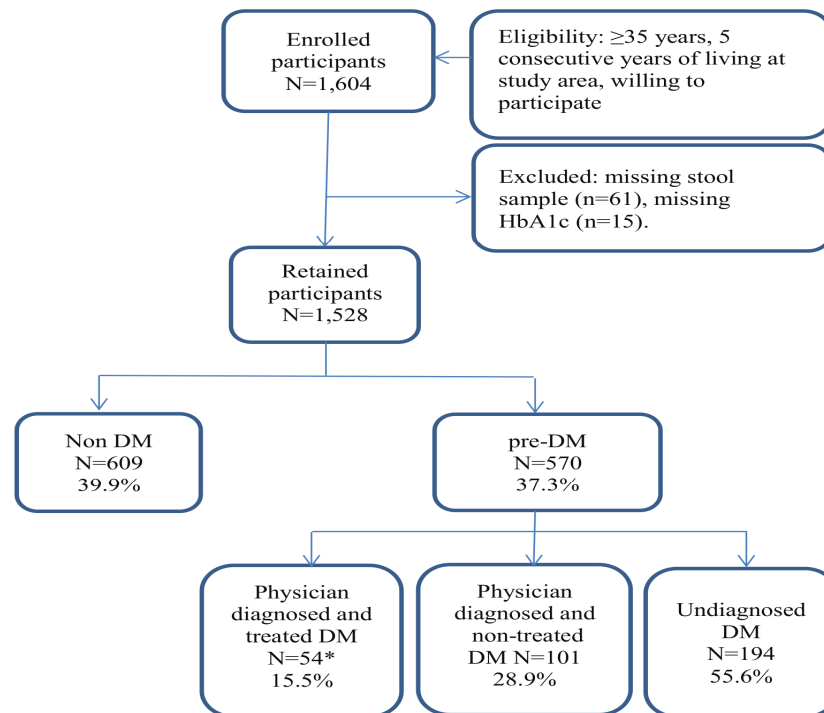 Enrolled
participants
N=1,604
Eligibility: ≥35 years, 5
consecutive years of living at
study area, willing to
participate
Excluded: missing stool
sample (n=61), missing
HbA1c (n=15).
Retained
participants
N=1,528
Non DM
N=609
39.9%
pre-DM
N=570
37.3%
Physician
diagnosed and
treated DM
N=54*
15.5%
Physician
diagnosed and
non-treated
DM N=101
28.9%
Undiagnosed
DM
N=194
55.6%